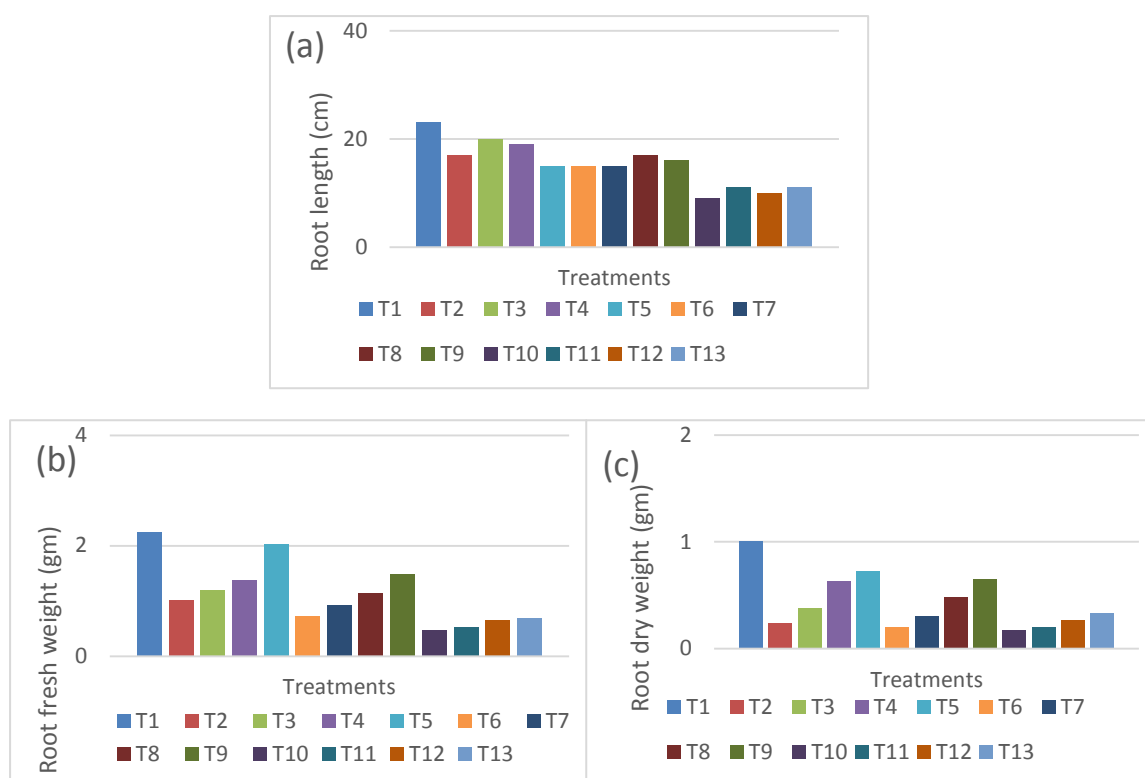 (a)
Root length (cm)
40
20
0
Treatments
T1 T2 T3 T4 T5 T6 T7
T8 T9 T10 T11 T12 T13
(b)
Root fresh weight (gm)
4
2
0
Treatments
T1 T2 T3 T4 T5 T6 T7
T8 T9 T10 T11 T12 T13
(c)
Root dry weight (gm)
2
1
0
Treatments
T1 T2 T3 T4 T5 T6 T7
T8 T9 T10 T11 T12 T13